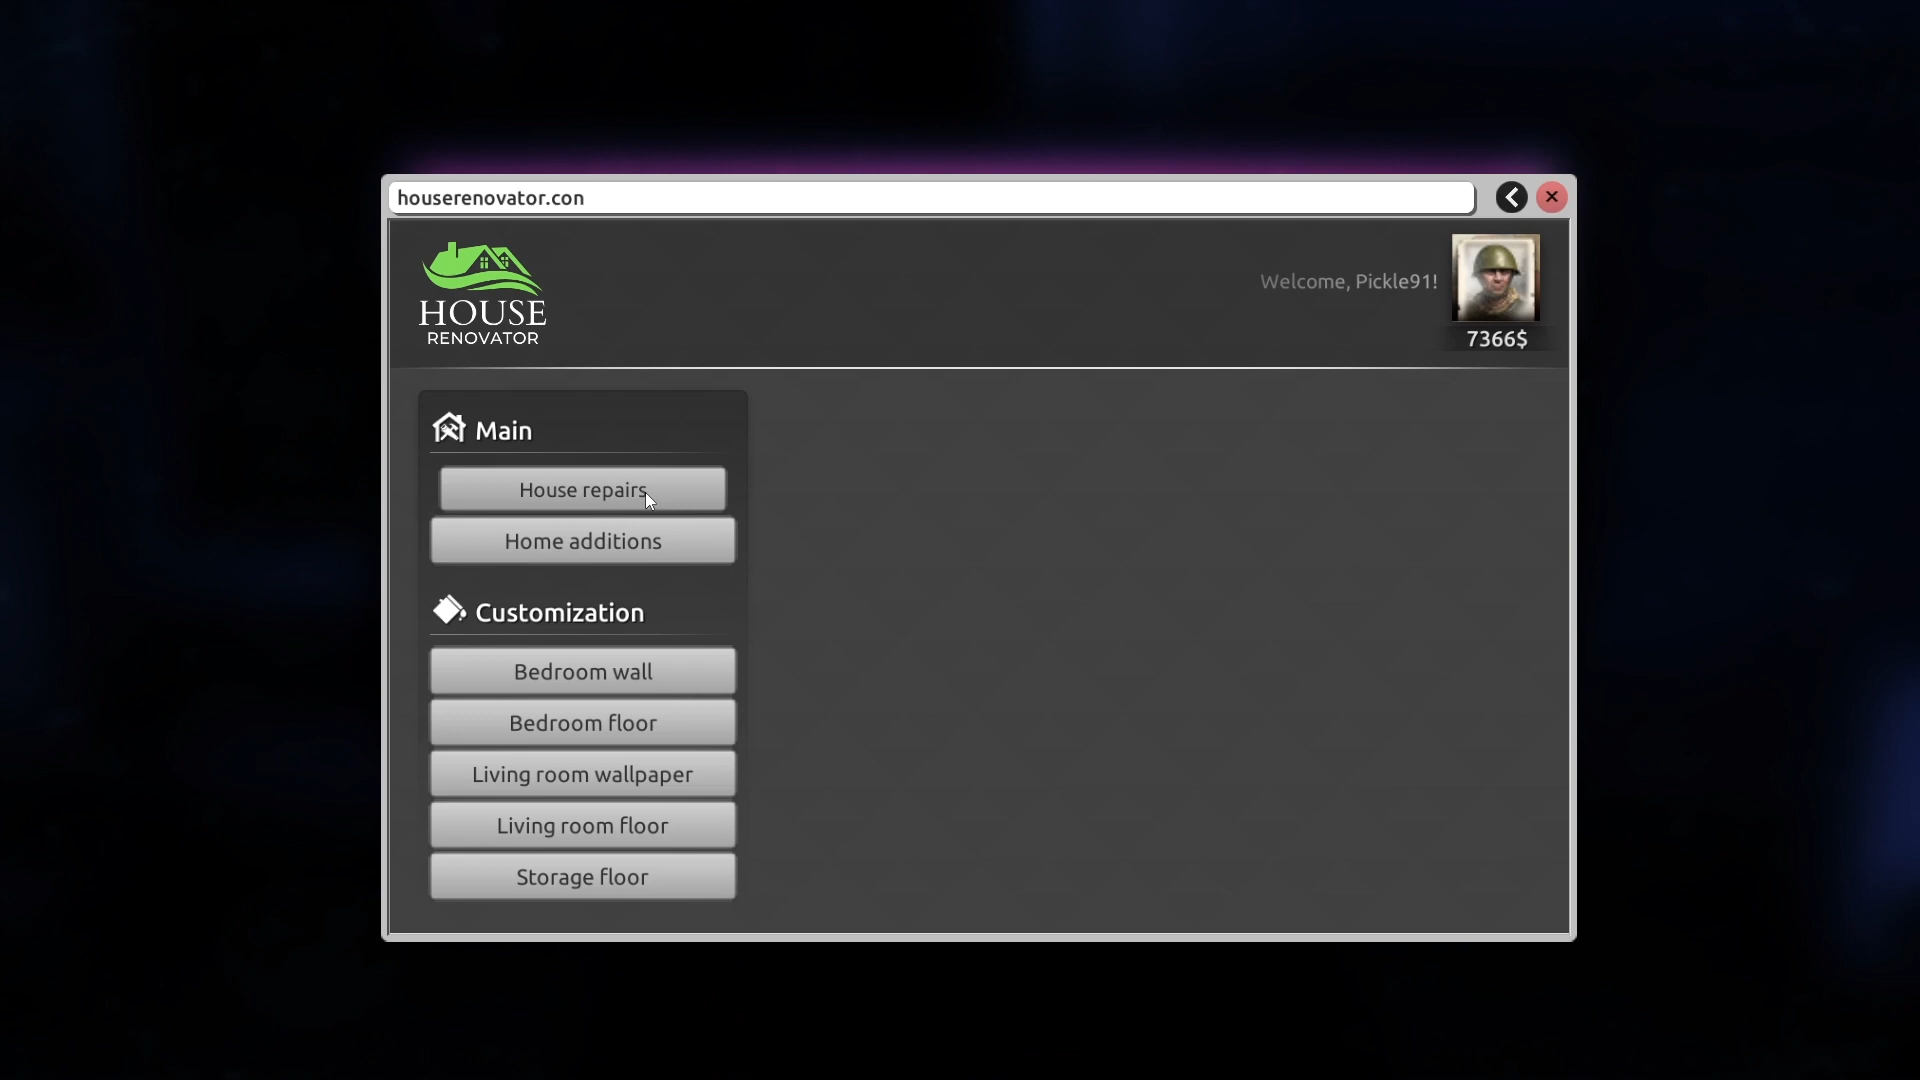 houserenovator.con
HOUSE
RENOVATOR
Welcome, Pickle91!
7366$
Main
House repairs
Home additions
Customization
Bedroom wall
Bedroom floor
Living room wallpaper
Living room floor
Storage floor